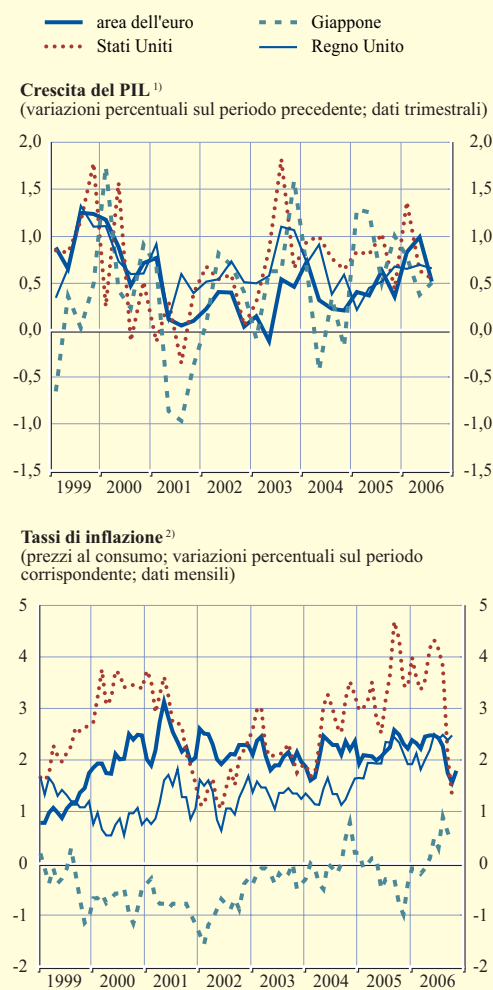 area dell'euro Giappone
Stati Uniti Regno Unito
Crescita del PIL 1)
(variazioni percentuali sul periodo precedente; dati trimestrali)
2,0 2,0
1,5 1,5
1,0 1,0
0,5 0,5
0,0 0,0
-0,5 -0,5
-1,0 -1,0
-1,5 -1,5
1999 2000 2001 2002 2003 2004 2005 2006
Tassi di inflazione 2)
(prezzi al consumo; variazioni percentuali sul periodo
corrispondente; dati mensili)
5 5
4 4
3 3
2 2
1 1
0 0
-1 -1
-2 -2
1999 2000 2001 2002 2003 2004 2005 2006